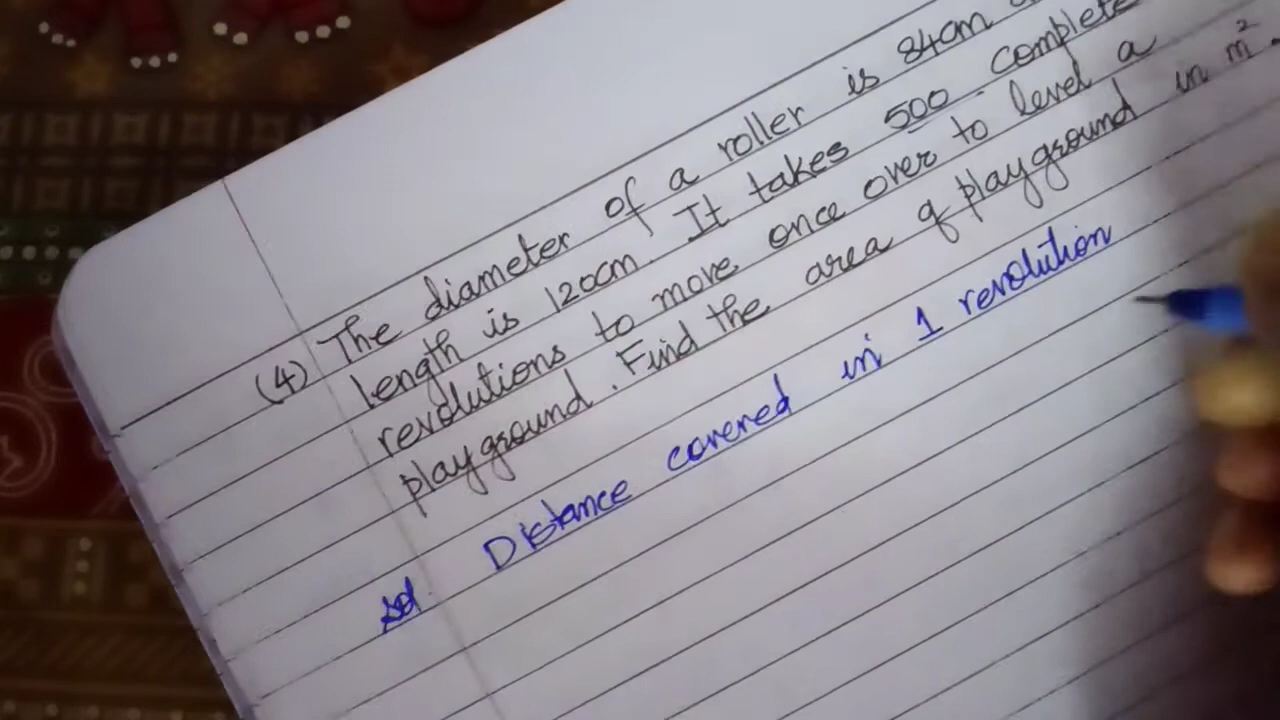 (4) The diameter of a roller is 84cm
length is 120cm. It takes 500 complete
revolutions to move once over to level a
playground. Find the area of playground in m².
sol Distance covered in 1 revolution